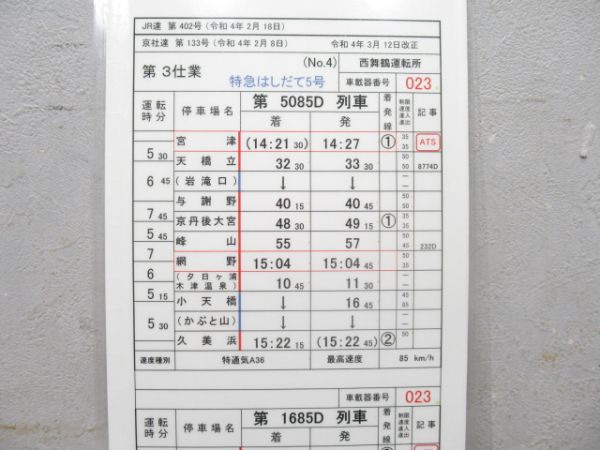 JR達 第 402号 (令和 4年 2月 18日)
京社達 第 133号 (令和 4年 2月 8日) 令和 4年 3月 12日改正
第 3仕業 (No.4) 西舞鶴運転所
特急はしだて5号 車載器番号 023
運転時分 停車場名 第 5085D 列車 着発線 制限速度進入進出 記事
着 発
宮津 (14:21 30) 14:27 ① 35 35 ATS
5 30
天橋立 32 30 33 30 50 50 8774D
6 45
(岩滝口) ↓ ↓ — —
与謝野 40 15 40 45 50 50
7 45
京丹後大宮 48 30 49 15 ① 35 35
5 45
峰山 55 57 50 45 232D
7
網野 15:04 15:04 45 50 35
6
(夕日ヶ浦木津温泉) 10 45 11 30
5 15
小天橋 ↓ 16 45
5 30
(かぶと山) ↓ ↓ — —
久美浜 15:22 15 (15:22 45) ② 50
速度種別 特通気A36 最高速度 85 km/h
車載器番号 023
運転時分 停車場名 第 1685D 列車 着発線 制限速度進入進出 記事
着 発